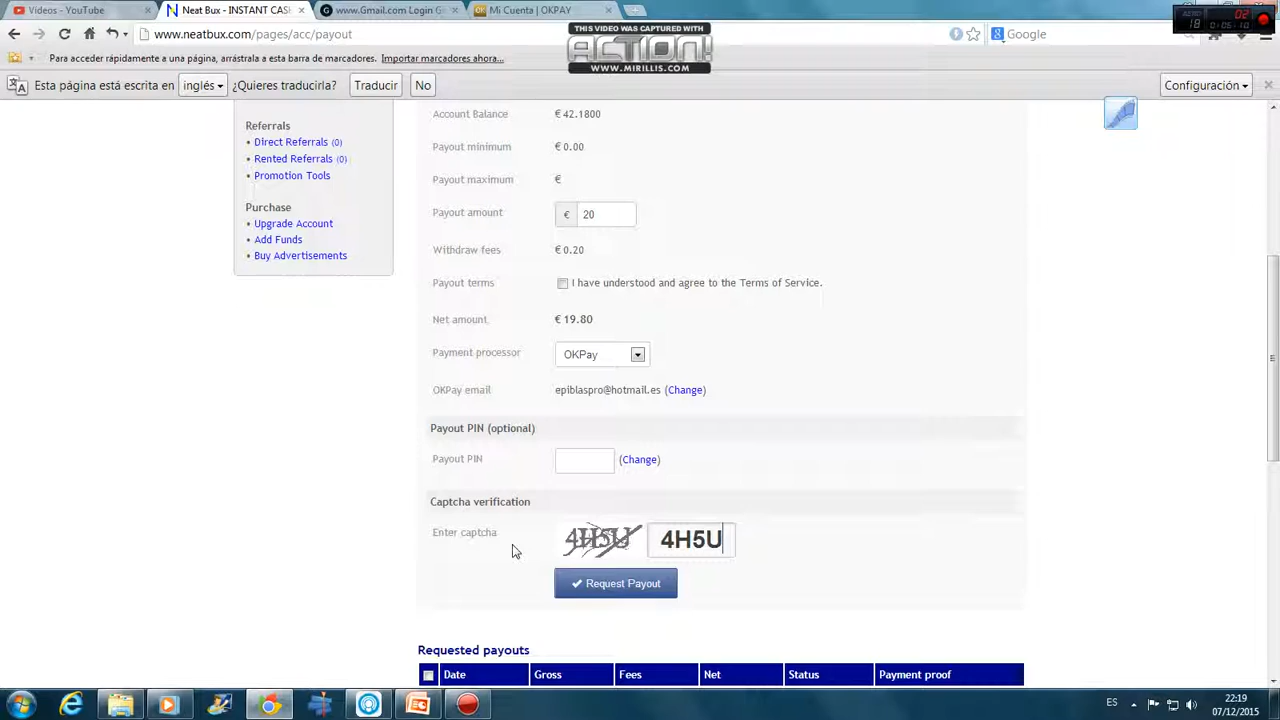 Videos - YouTube
Neat Bux - INSTANT CAS
www.Gmail.com Login G
Mi Cuenta | OKPAY
www.neatbux.com/pages/acc/payout
THIS VIDEO WAS CAPTURED WITH
ACTION!
WWW.MIRILLIS.COM
Google
Para acceder rápidamente a una página, arrástrala a esta barra de marcadores. Importar marcadores ahora...
Esta página está escrita en inglés ¿Quieres traducirla? Traducir No Configuración
Referrals
Direct Referrals (0)
Rented Referrals (0)
Promotion Tools
Purchase
Upgrade Account
Add Funds
Buy Advertisements
Account Balance € 42.1800
Payout minimum € 0.00
Payout maximum €
Payout amount € 20
Withdraw fees € 0.20
Payout terms I have understood and agree to the Terms of Service.
Net amount € 19.80
Payment processor OKPay
OKPay email epiblaspro@hotmail.es (Change)
Payout PIN (optional)
Payout PIN (Change)
Captcha verification
Enter captcha 4H5U 4H5U
Request Payout
Requested payouts
Date Gross Fees Net Status Payment proof
ES 22:19
07/12/2015